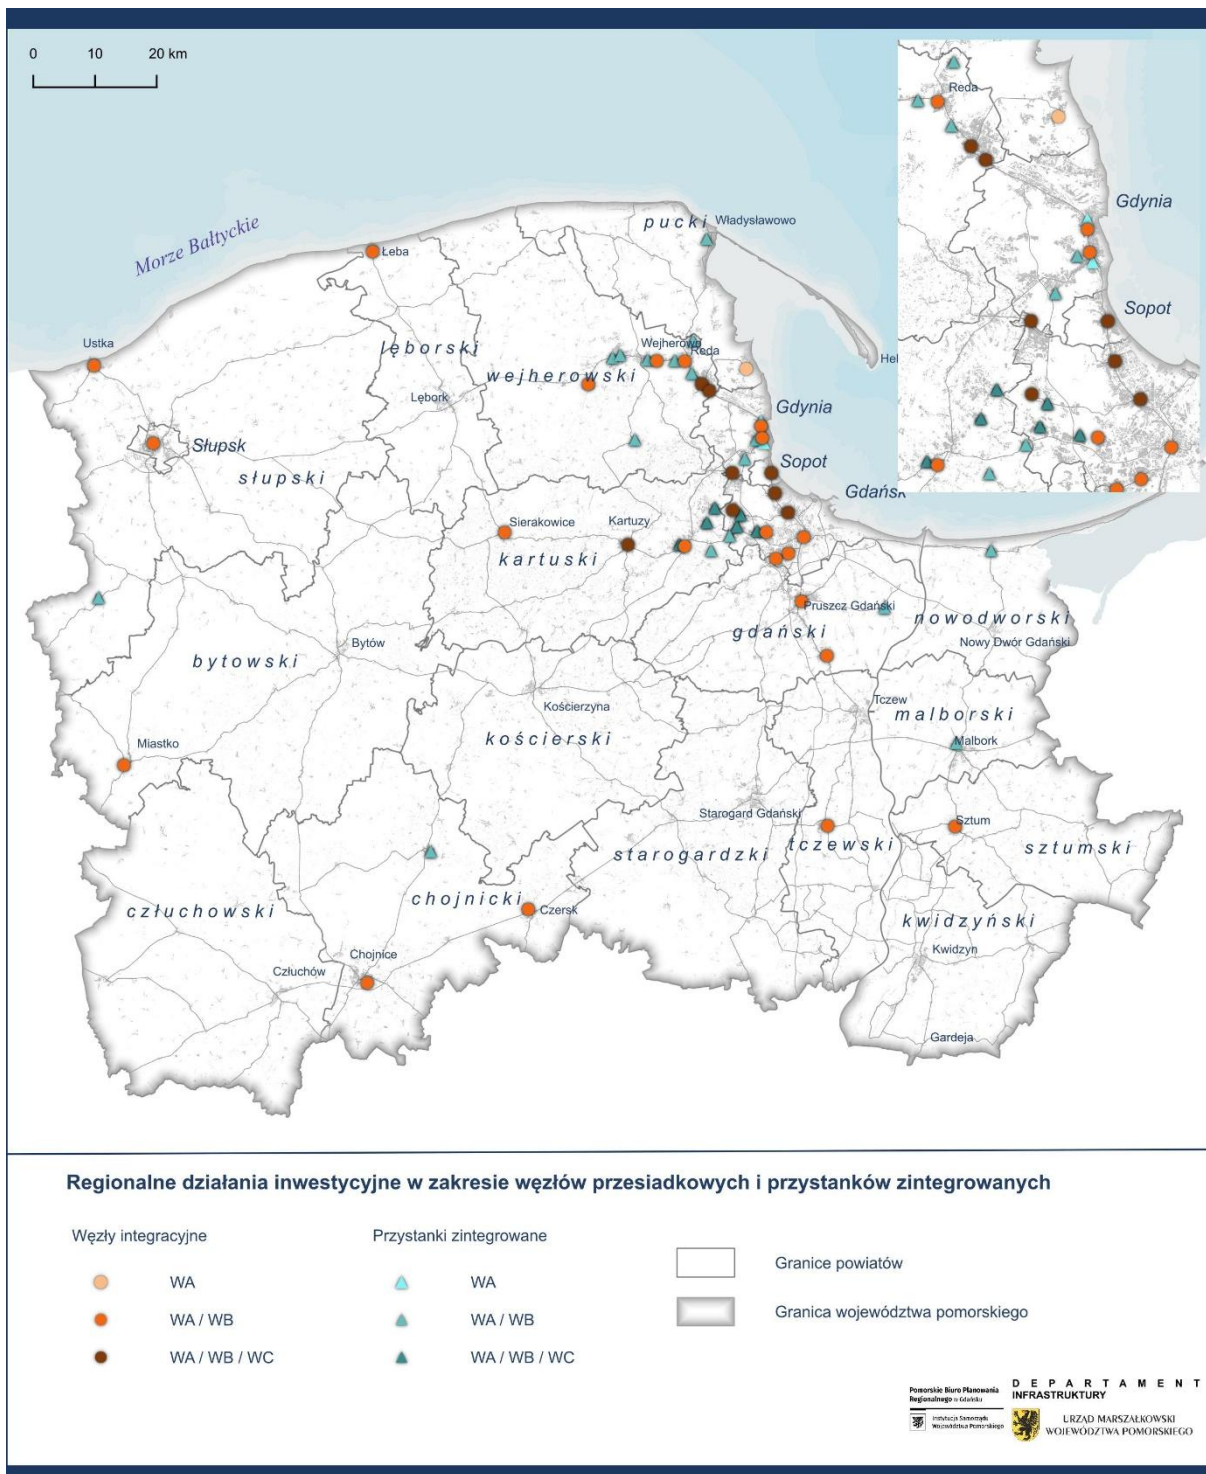 0 10 20 km
Reda
Gdynia
Sopot
Morze Bałtyckie
pucki
Władysławowo
Łeba
Ustka
lęborski
Wejherowo
Reda
Hel
wejherowski
Lębork
Gdynia
Słupsk
Sopot
słupski
Gdańsk
Sierakowice
Kartuzy
kartuski
Pruszcz Gdański
nowodworski
gdański
Nowy Dwór Gdański
Bytów
bytowski
Kościerzyna
Tczew
malborski
kościerski
Malbork
Miastko
Starogard Gdański
Sztum
tczewski
starogardzki
sztumski
chojnicki
człuchowski
Czersk
kwidzyński
Chojnice
Kwidzyn
Człuchów
Gardeja
Regionalne działania inwestycyjne w zakresie węzłów przesiadkowych i przystanków zintegrowanych
Węzły integracyjne
WA
WA / WB
WA / WB / WC
Przystanki zintegrowane
WA
WA / WB
WA / WB / WC
Granice powiatów
Granica województwa pomorskiego
Pomorskie Biuro Planowania
Regionalnego w Gdańsku
Instytucja Samorządu
Województwa Pomorskiego
DEPARTAMENT
INFRASTRUKTURY
URZĄD MARSZAŁKOWSKI
WOJEWÓDZTWA POMORSKIEGO